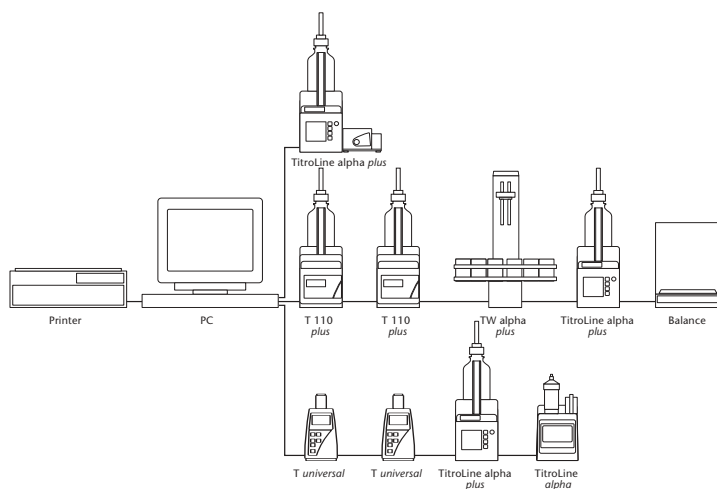 TitroLine alpha plus
Printer
PC
T 110
plus
T 110
plus
TW alpha
plus
TitroLine alpha
plus
Balance
T universal
T universal
TitroLine alpha
plus
TitroLine
alpha